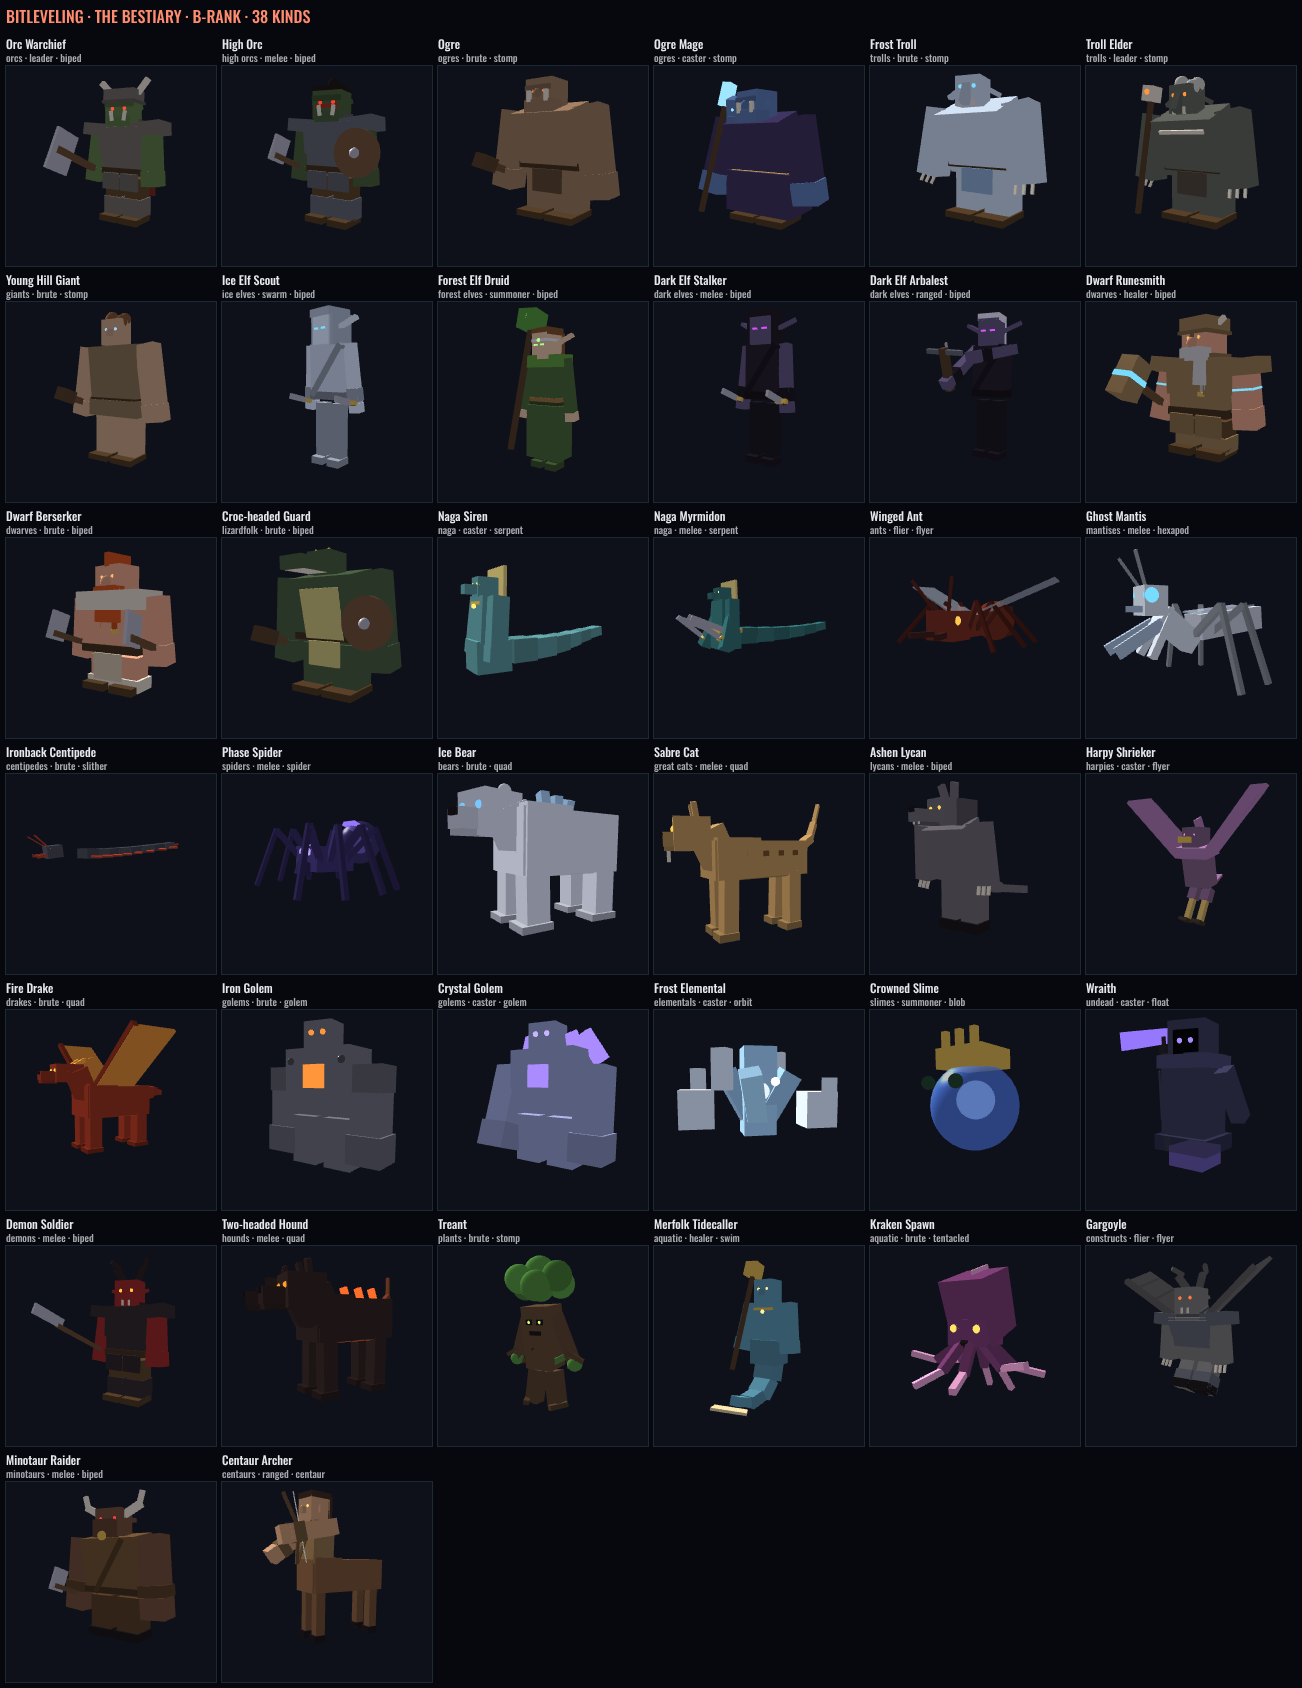 BITLEVELING · THE BESTIARY · B-RANK · 38 KINDS
Orc Warchief
orcs · leader · biped
High Orc
high orcs · melee · biped
Ogre
ogres · brute · stomp
Ogre Mage
ogres · caster · stomp
Frost Troll
trolls · brute · stomp
Troll Elder
trolls · leader · stomp
Young Hill Giant
giants · brute · stomp
Ice Elf Scout
ice elves · swarm · biped
Forest Elf Druid
forest elves · summoner · biped
Dark Elf Stalker
dark elves · melee · biped
Dark Elf Arbalest
dark elves · ranged · biped
Dwarf Runesmith
dwarves · healer · biped
Dwarf Berserker
dwarves · brute · biped
Croc-headed Guard
lizardfolk · brute · biped
Naga Siren
naga · caster · serpent
Naga Myrmidon
naga · melee · serpent
Winged Ant
ants · flier · flyer
Ghost Mantis
mantises · melee · hexapod
Ironback Centipede
centipedes · brute · slither
Phase Spider
spiders · melee · spider
Ice Bear
bears · brute · quad
Sabre Cat
great cats · melee · quad
Ashen Lycan
lycans · melee · biped
Harpy Shrieker
harpies · caster · flyer
Fire Drake
drakes · brute · quad
Iron Golem
golems · brute · golem
Crystal Golem
golems · caster · golem
Frost Elemental
elementals · caster · orbit
Crowned Slime
slimes · summoner · blob
Wraith
undead · caster · float
Demon Soldier
demons · melee · biped
Two-headed Hound
hounds · melee · quad
Treant
plants · brute · stomp
Merfolk Tidecaller
aquatic · healer · swim
Kraken Spawn
aquatic · brute · tentacled
Gargoyle
constructs · flier · flyer
Minotaur Raider
minotaurs · melee · biped
Centaur Archer
centaurs · ranged · centaur